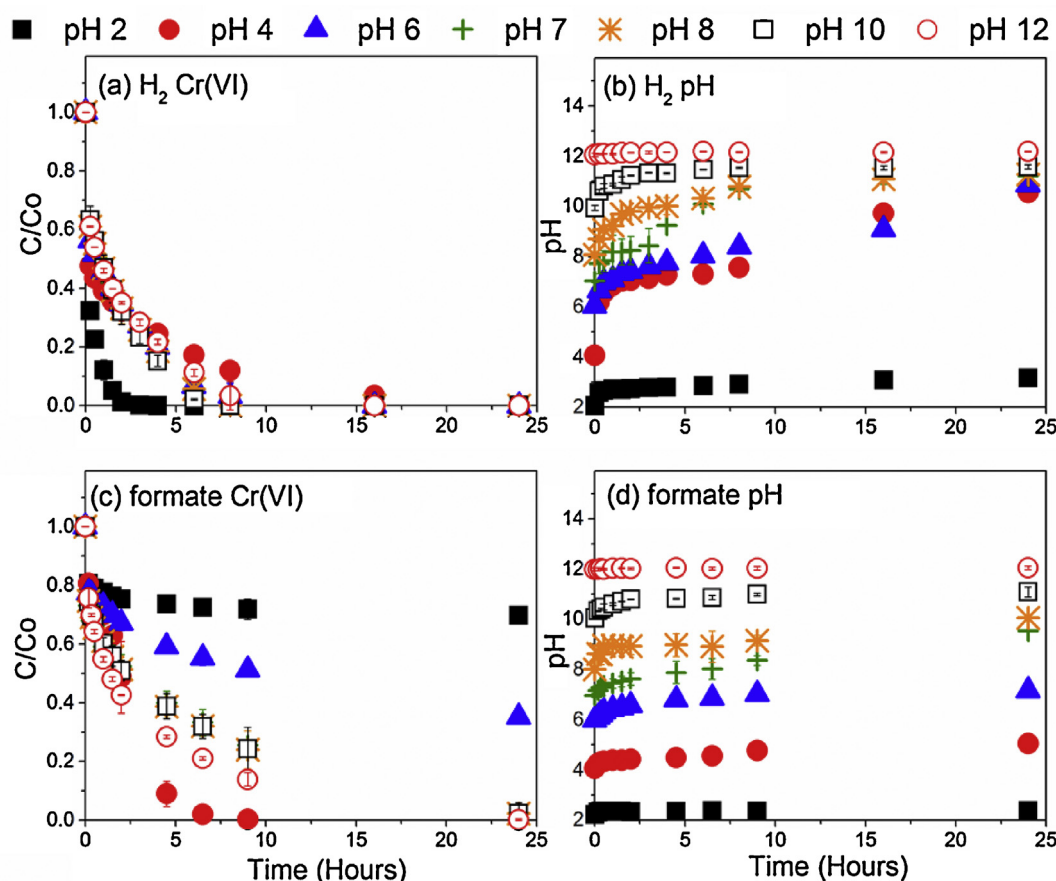 pH 2 pH 4 pH 6 pH 7 pH 8 pH 10 pH 12
(a) H₂ Cr(VI)
C/Co
1.0
0.8
0.6
0.4
0.2
0.0
0 5 10 15 20 25
(b) H₂ pH
pH
14
12
10
8
6
4
2
0 5 10 15 20 25
(c) formate Cr(VI)
C/Co
1.0
0.8
0.6
0.4
0.2
0.0
0 5 10 15 20 25
Time (Hours)
(d) formate pH
pH
14
12
10
8
6
4
2
0 5 10 15 20 25
Time (Hours)